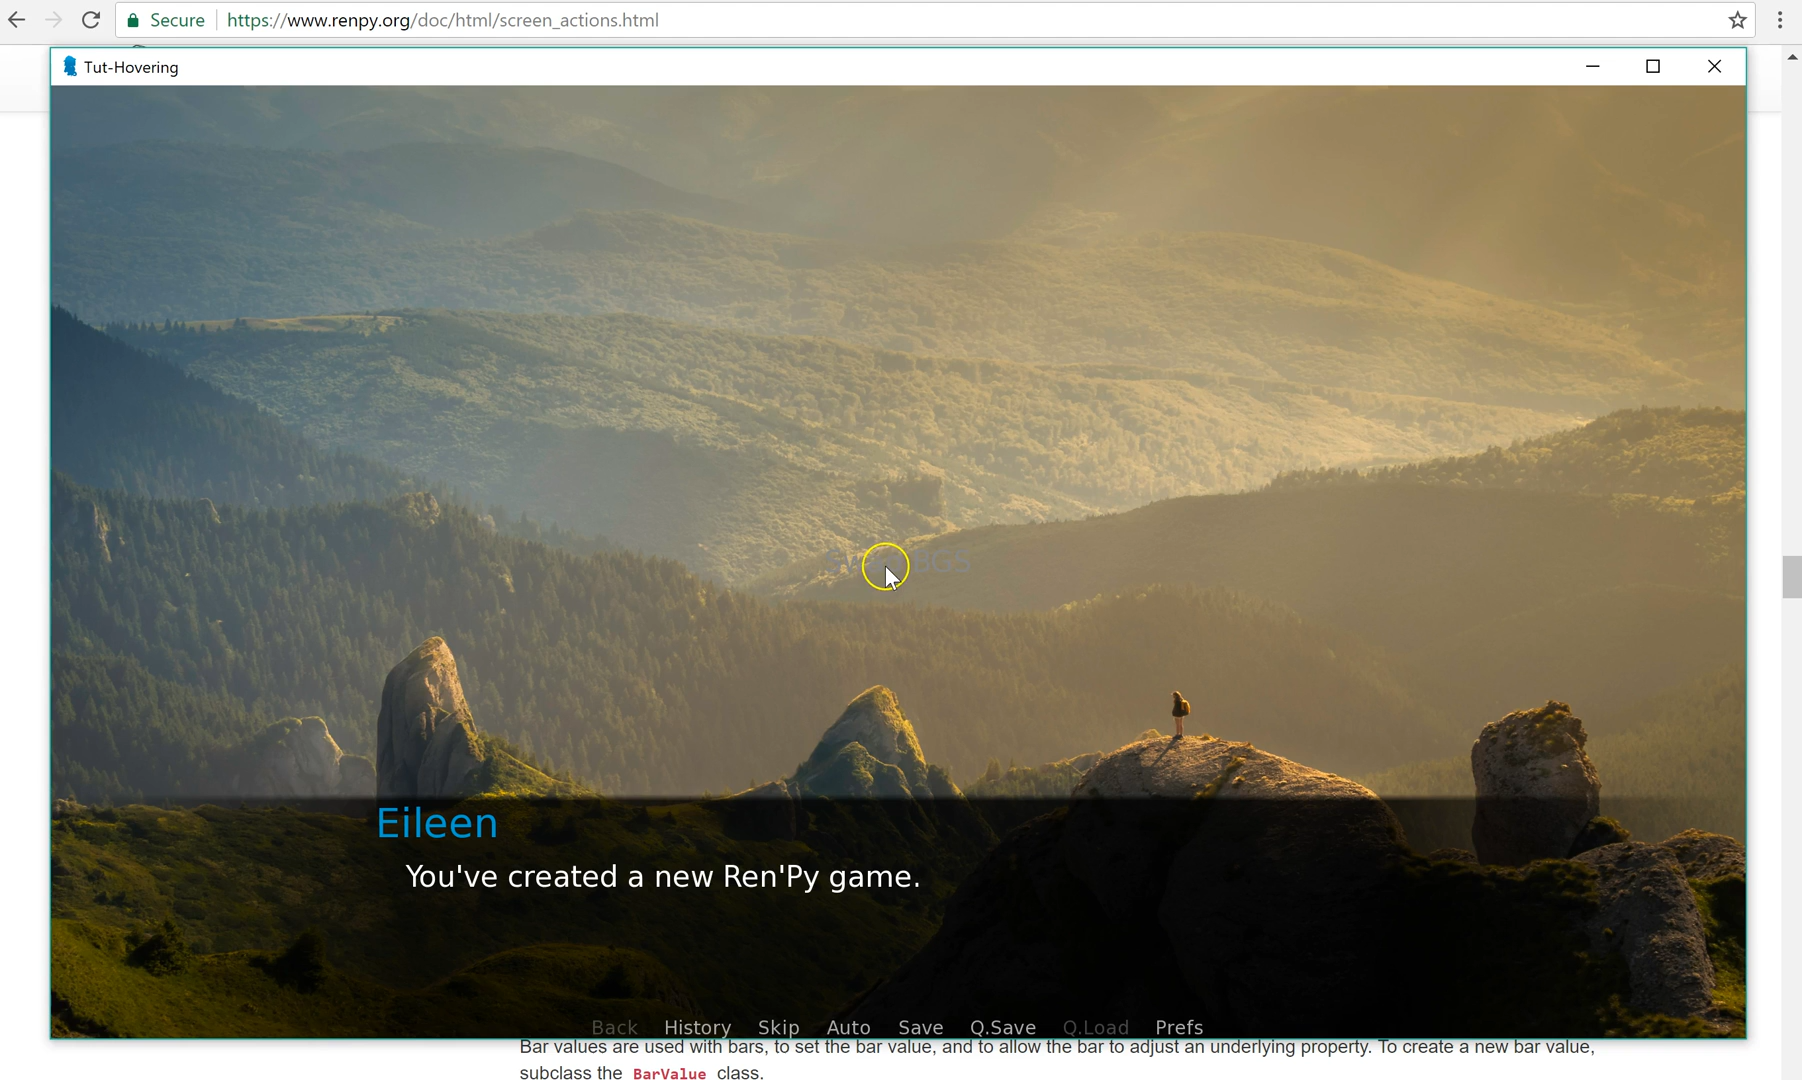 Secure https://www.renpy.org/doc/html/screen_actions.html
Tut-Hovering
BGS
Eileen
You've created a new Ren'Py game.
Back History Skip Auto Save Q.Save Q.Load Prefs
Bar values are used with bars, to set the bar value, and to allow the bar to adjust an underlying property. To create a new bar value,
subclass the BarValue class.